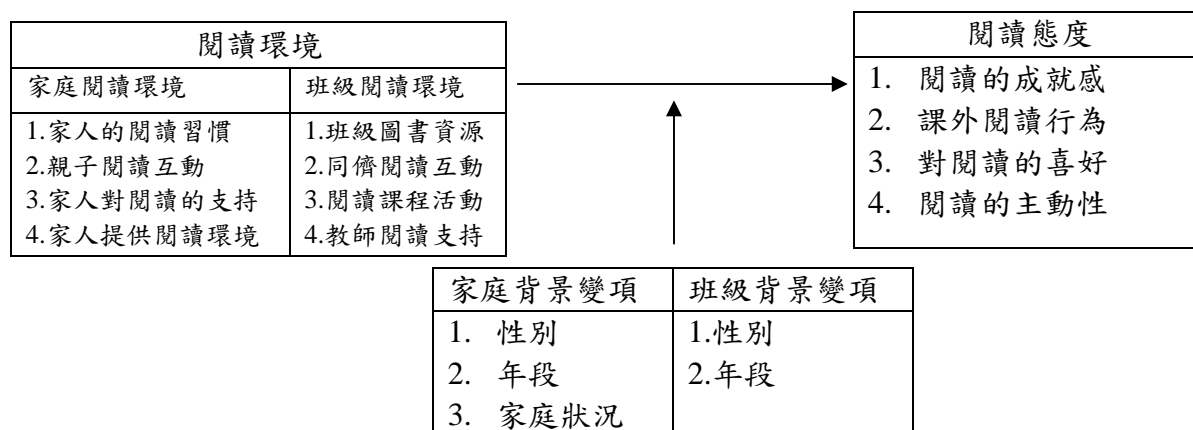 閱讀環境
家庭閱讀環境
班級閱讀環境
1.家人的閱讀習慣
2.親子閱讀互動
3.家人對閱讀的支持
4.家人提供閱讀環境
1.班級圖書資源
2.同儕閱讀互動
3.閱讀課程活動
4.教師閱讀支持
閱讀態度
1. 閱讀的成就感
2. 課外閱讀行為
3. 對閱讀的喜好
4. 閱讀的主動性
家庭背景變項
1. 性別
2. 年段
3. 家庭狀況
班級背景變項
1.性別
2.年段